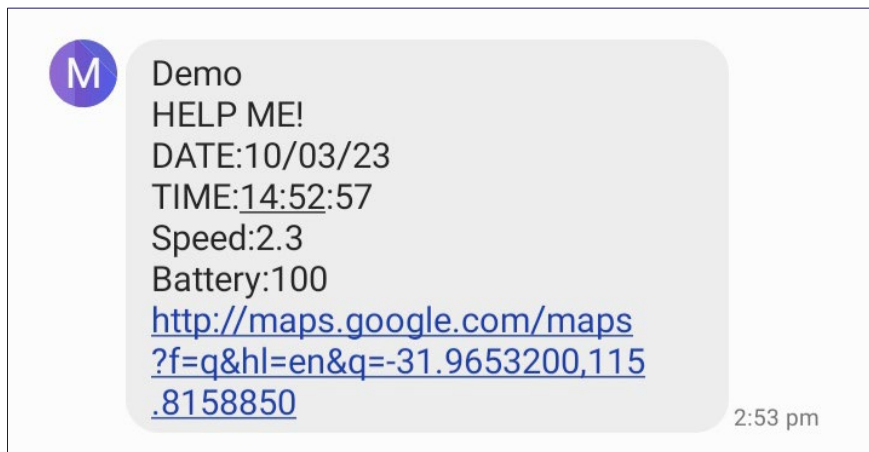 M
Demo
HELP ME!
DATE:10/03/23
TIME:14:52:57
Speed:2.3
Battery:100
http://maps.google.com/maps
?f=q&hl=en&q=-31.9653200,115
.8158850
2:53 pm